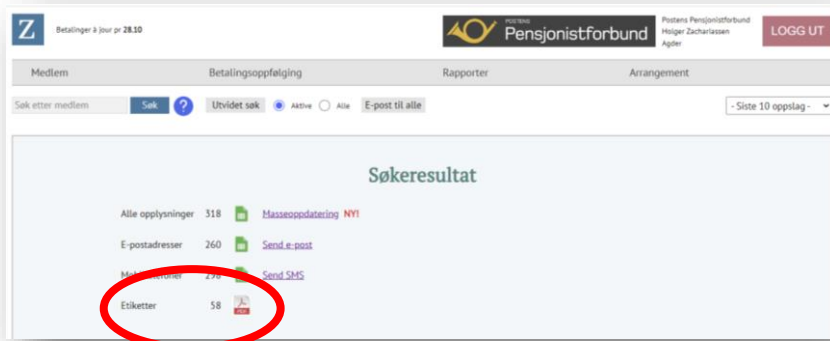 Z
Betalinger à jour pr 28.10
POSTENS
Pensjonistforbund
Postens Pensjonistforbund
Holger Zachariassen
Agder
LOGG UT
Medlem Betalingsoppfølging Rapporter Arrangement
Søk etter medlem Søk ? Utvidet søk Aktive Alle E-post til alle - Siste 10 oppslag -
Søkeresultat
Alle opplysninger 318 Masseoppdatering NY!
E-postadresser 260 Send e-post
Mobiltelefoner 298 Send SMS
Etiketter 58 PDF